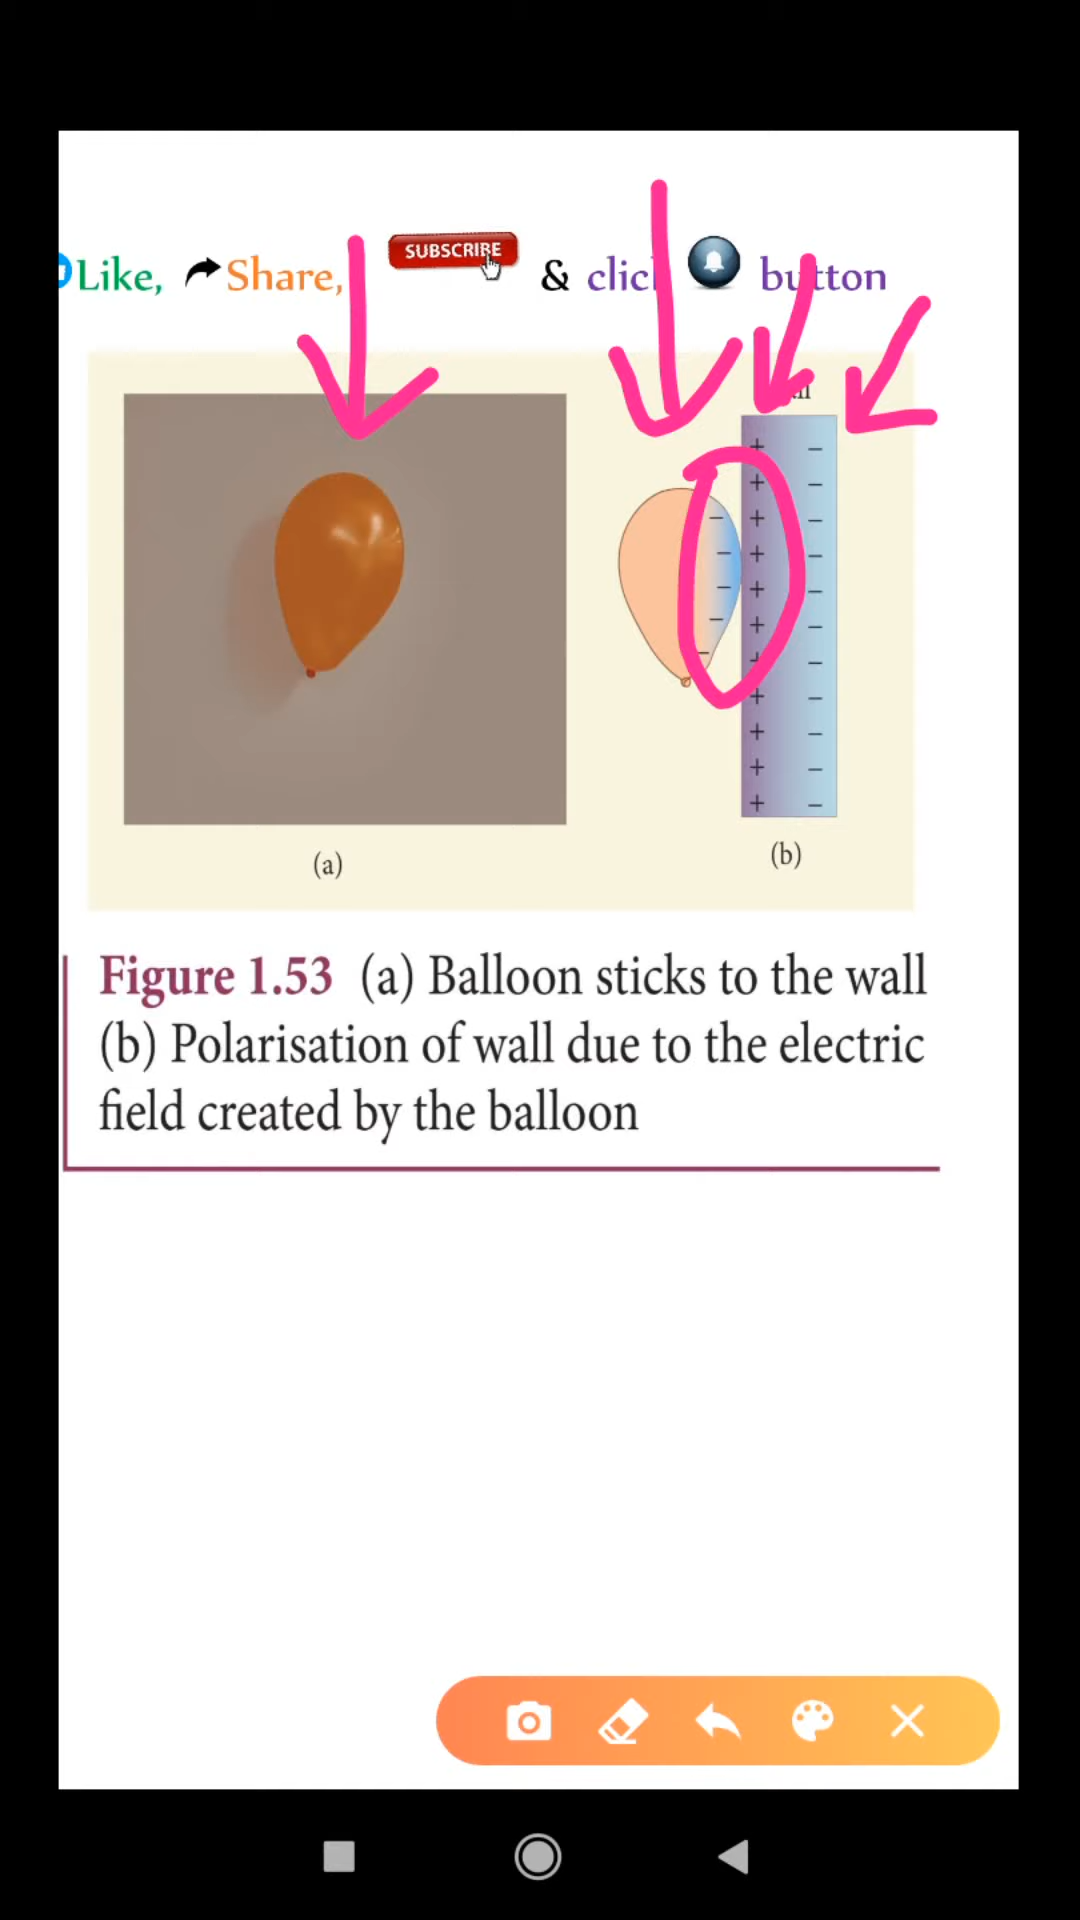 Like, Share, SUBSCRIBE & click button
+ −
+ −
− + −
− + −
− + −
− + −
− + −
+ −
+ −
+ −
+ −
(a) (b)
Figure 1.53 (a) Balloon sticks to the wall
(b) Polarisation of wall due to the electric
field created by the balloon